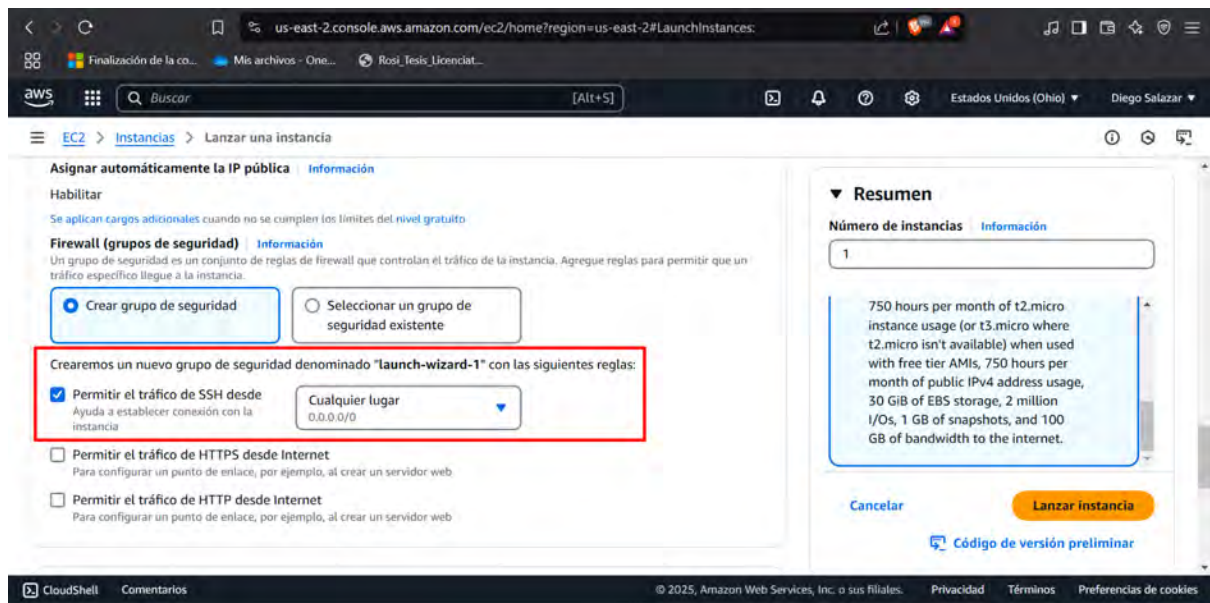 us-east-2.console.aws.amazon.com/ec2/home?region=us-east-2#LaunchInstances:
Finalización de la co... Mis archivos - One... Rosi_Tesis_Licenciat...
aws Buscar [Alt+S] Estados Unidos (Ohio) Diego Salazar
EC2 > Instancias > Lanzar una instancia
Asignar automáticamente la IP pública Información
Habilitar
Se aplican cargos adicionales cuando no se cumplen los límites del nivel gratuito
Firewall (grupos de seguridad) Información
Un grupo de seguridad es un conjunto de reglas de firewall que controlan el tráfico de la instancia. Agregue reglas para permitir que un
tráfico específico llegue a la instancia.
Crear grupo de seguridad
Seleccionar un grupo de
seguridad existente
Crearemos un nuevo grupo de seguridad denominado "launch-wizard-1" con las siguientes reglas:
Permitir el tráfico de SSH desde
Ayuda a establecer conexión con la
instancia
Cualquier lugar
0.0.0.0/0
Permitir el tráfico de HTTPS desde Internet
Para configurar un punto de enlace, por ejemplo, al crear un servidor web
Permitir el tráfico de HTTP desde Internet
Para configurar un punto de enlace, por ejemplo, al crear un servidor web
Resumen
Número de instancias Información
1
750 hours per month of t2.micro
instance usage (or t3.micro where
t2.micro isn't available) when used
with free tier AMIs, 750 hours per
month of public IPv4 address usage,
30 GiB of EBS storage, 2 million
I/Os, 1 GB of snapshots, and 100
GB of bandwidth to the internet.
Cancelar Lanzar instancia
Código de versión preliminar
CloudShell Comentarios © 2025, Amazon Web Services, Inc. o sus filiales. Privacidad Términos Preferencias de cookies